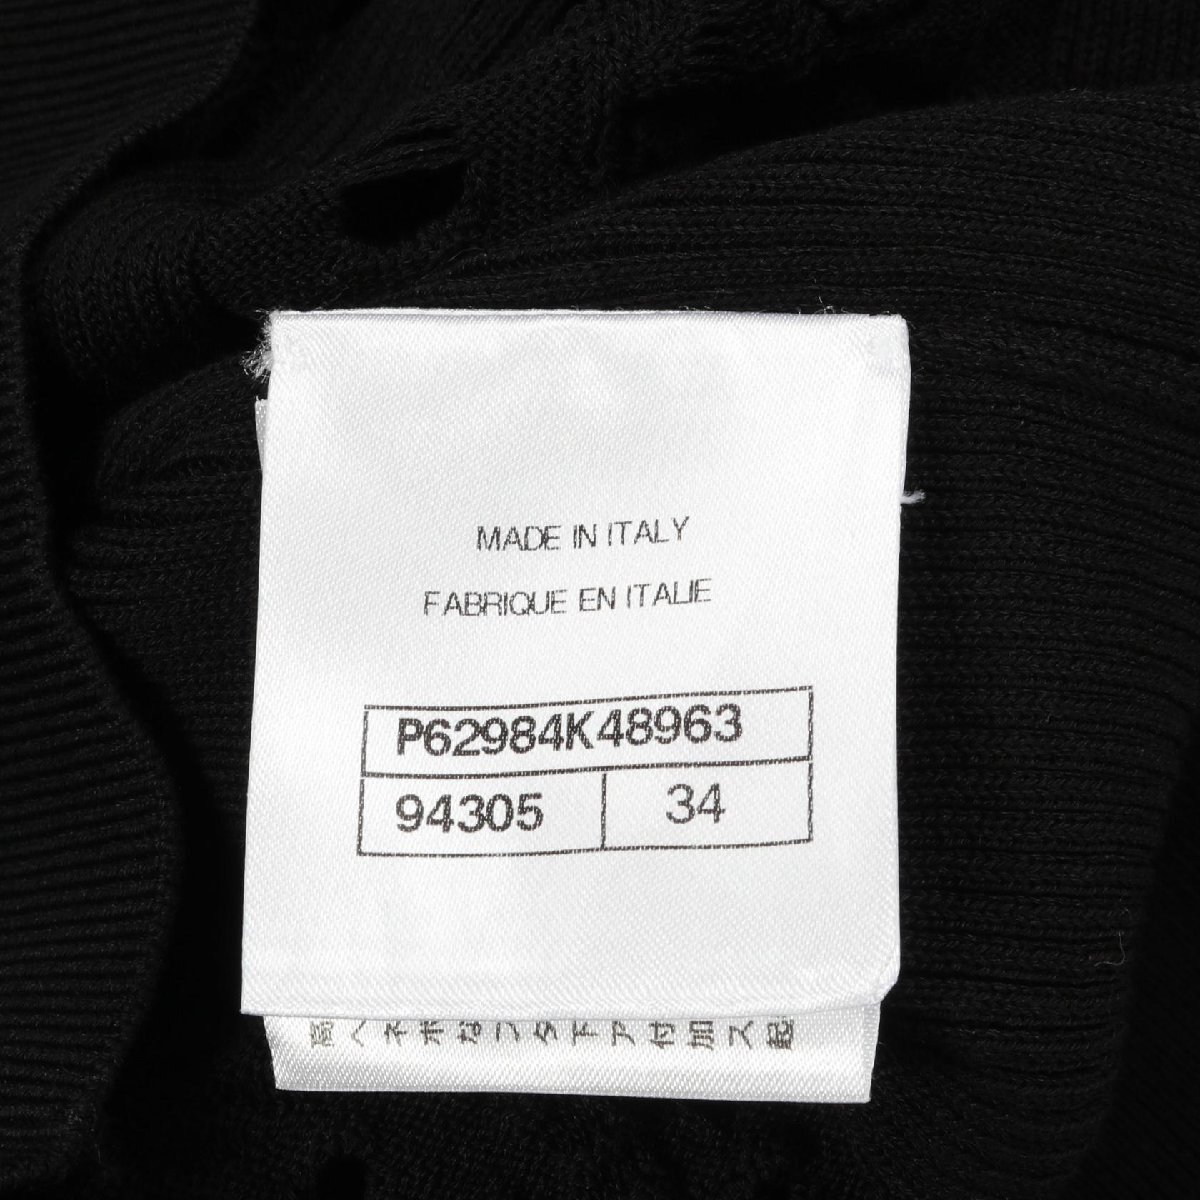 MADE IN ITALY
FABRIQUE EN ITALIE
P62984K48963
94305 34